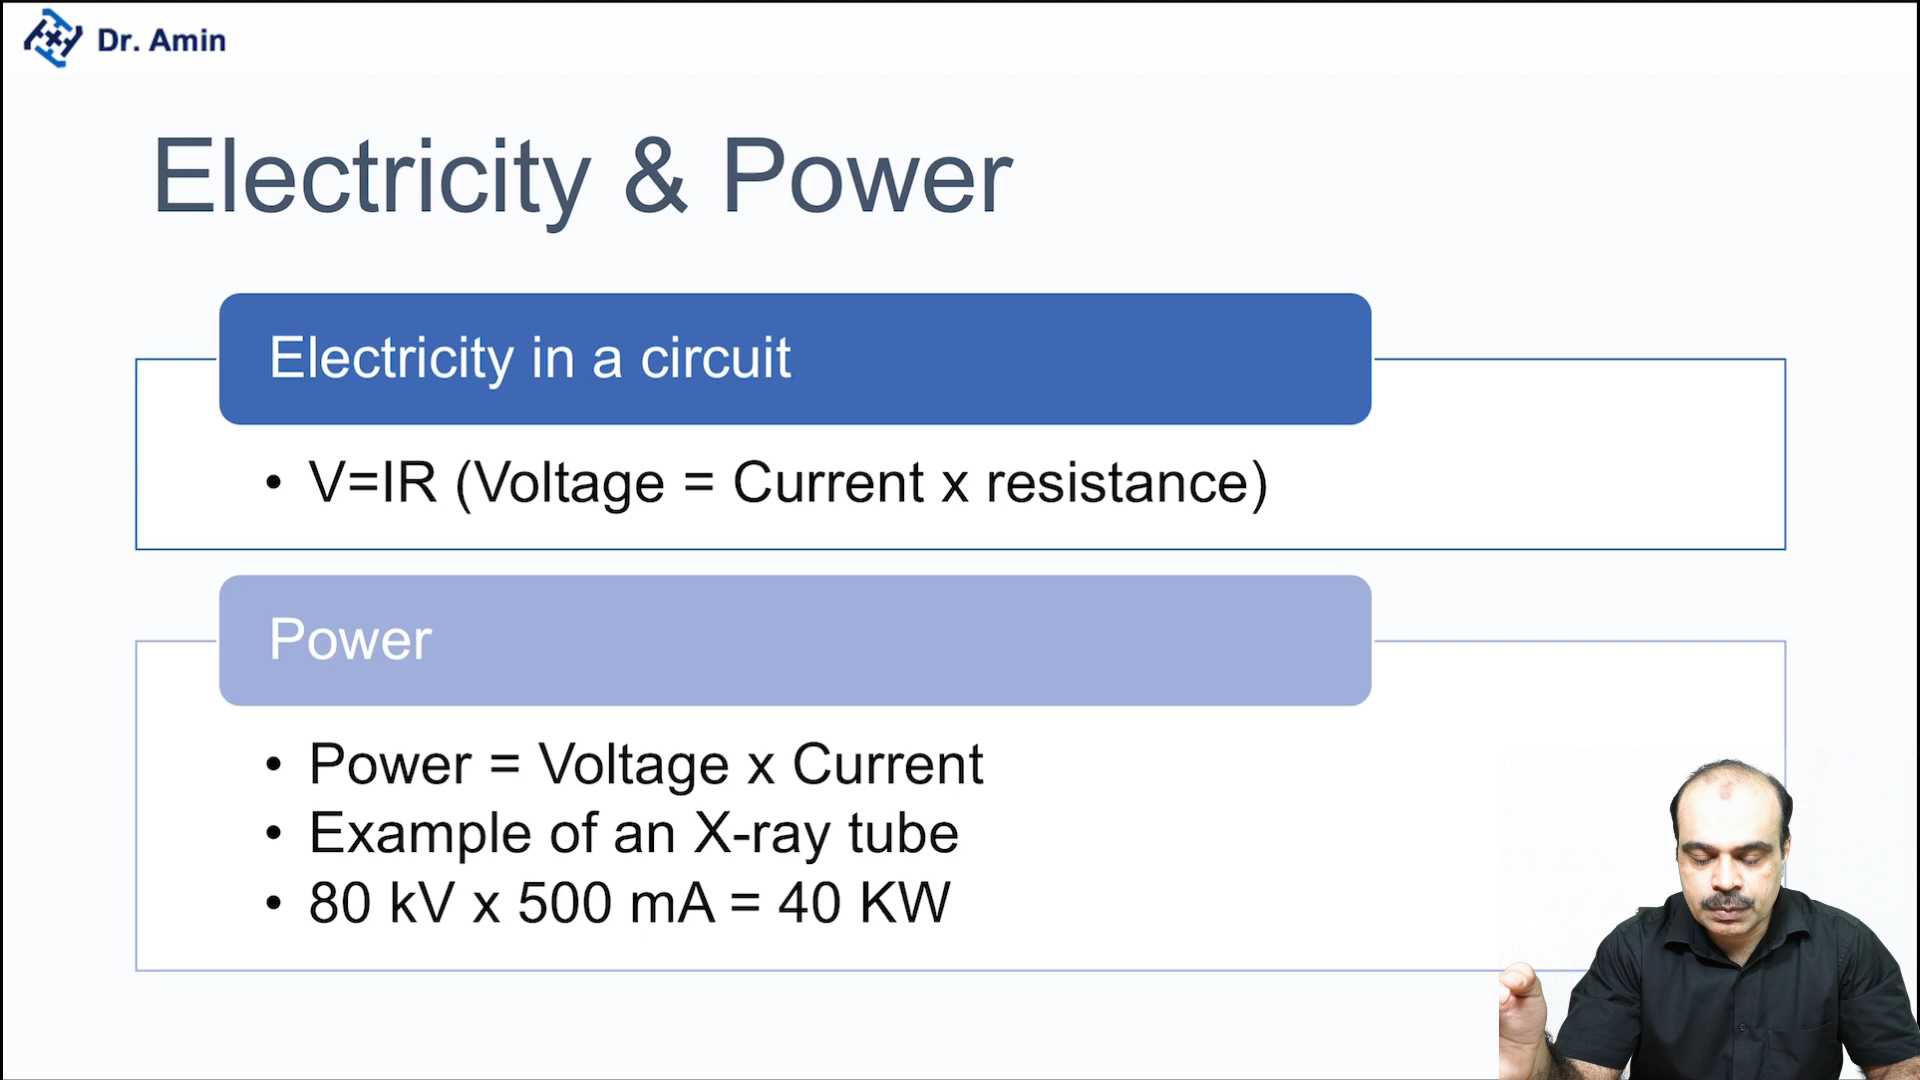 Dr. Amin
Electricity & Power
Electricity in a circuit
• V=IR (Voltage = Current x resistance)
Power
• Power = Voltage x Current
• Example of an X-ray tube
• 80 kV x 500 mA = 40 KW